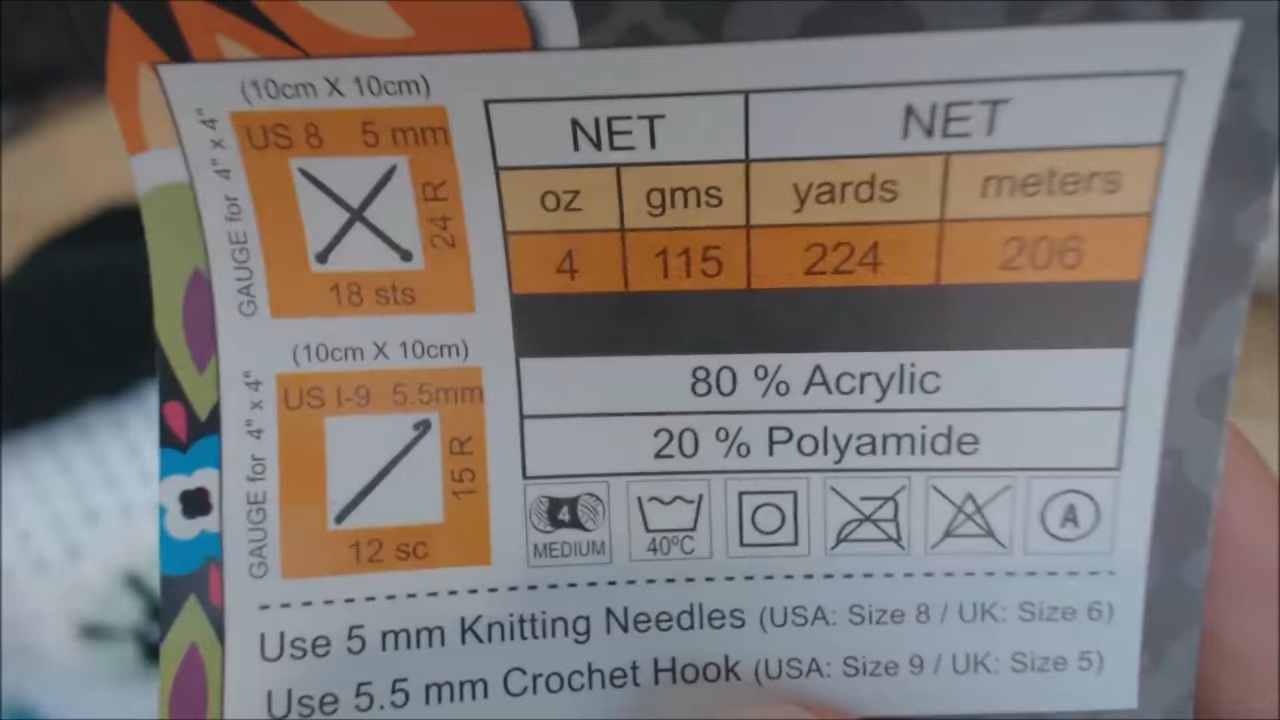 (10cm X 10cm)
GAUGE for 4" x 4"
US 8 5 mm
24 R
18 sts
(10cm X 10cm)
GAUGE for 4" x 4"
US I-9 5.5mm
15 R
12 sc
NET NET
oz gms yards meters
4 115 224 206
80 % Acrylic
20 % Polyamide
4
MEDIUM
40ºC
A
Use 5 mm Knitting Needles (USA: Size 8 / UK: Size 6)
Use 5.5 mm Crochet Hook (USA: Size 9 / UK: Size 5)